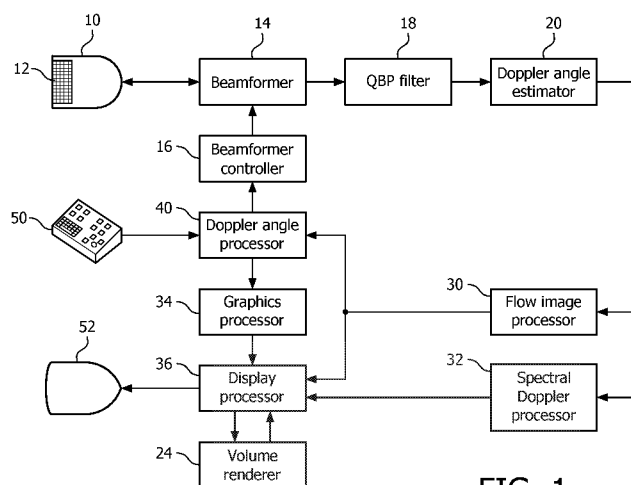 10
14
18
20
12
Beamformer
QBP filter
Doppler angle
estimator
16
Beamformer
controller
40
50
Doppler angle
processor
34
Graphics
processor
30
Flow image
processor
52
36
Display
processor
32
Spectral
Doppler
processor
24
Volume
renderer
FIG. 1